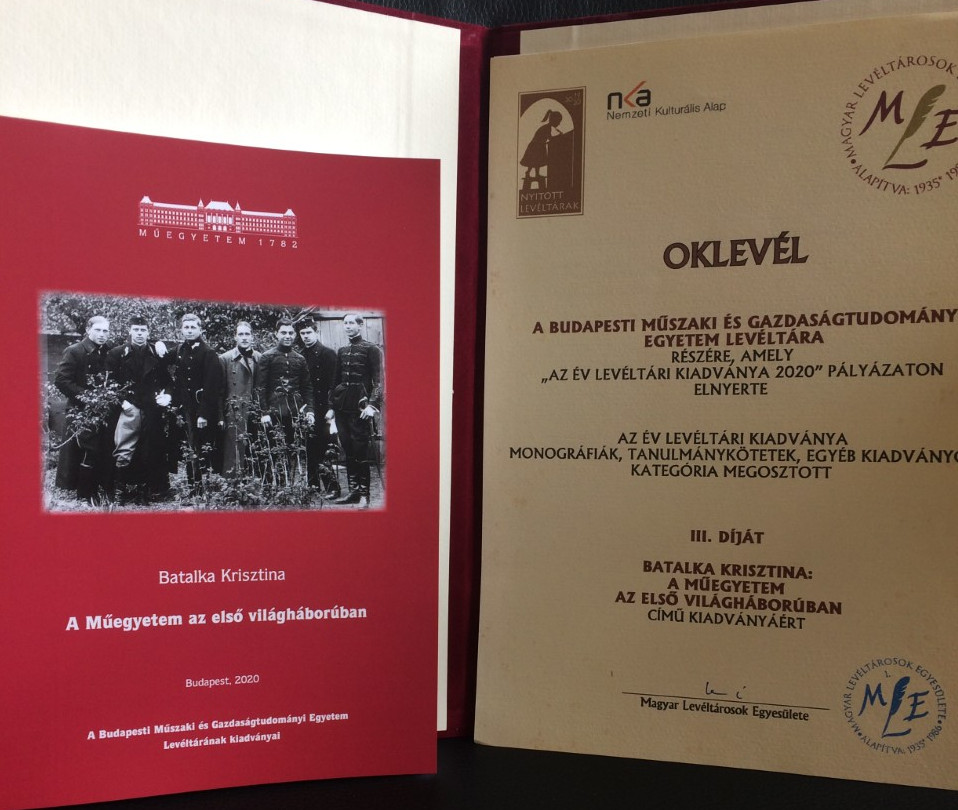 MŰEGYETEM 1782
Batalka Krisztina
A Műegyetem az első világháborúban
Budapest, 2020
A Budapesti Műszaki és Gazdaságtudományi Egyetem
Levéltárának kiadványai
NYITOTT
LEVÉLTÁRAK
nka
Nemzeti Kulturális Alap
MAGYAR LEVÉLTÁROSOK
MLE
ALAPÍTVA: 1935*
OKLEVÉL
A BUDAPESTI MŰSZAKI ÉS GAZDASÁGTUDOMÁNY
EGYETEM LEVÉLTÁRA
RÉSZÉRE, AMELY
„AZ ÉV LEVÉLTÁRI KIADVÁNYA 2020” PÁLYÁZATON
ELNYERTE
AZ ÉV LEVÉLTÁRI KIADVÁNYA
MONOGRÁFIÁK, TANULMÁNYKÖTETEK, EGYÉB KIADVÁNYO
KATEGÓRIA MEGOSZTOTT
III. DÍJÁT
BATALKA KRISZTINA:
A MŰEGYETEM
AZ ELSŐ VILÁGHÁBORÚBAN
CÍMŰ KIADVÁNYÁÉRT
Magyar Levéltárosok Egyesülete
MAGYAR LEVÉLTÁROSOK EGYESÜLETE
1.
MLE
ALAPÍTVA: 1935* 1986